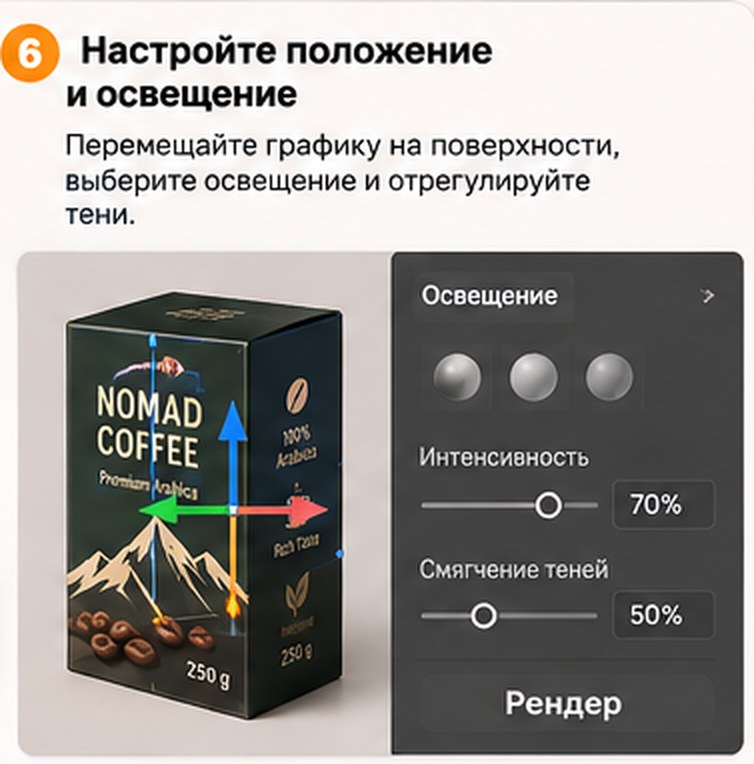 6 Настройте положение
и освещение
Перемещайте графику на поверхности,
выберите освещение и отрегулируйте
тени.
NOMAD
COFFEE
Premium Arabica
250 g
100%
Arabica
250 g
Освещение
Интенсивность
70%
Смягчение теней
50%
Рендер